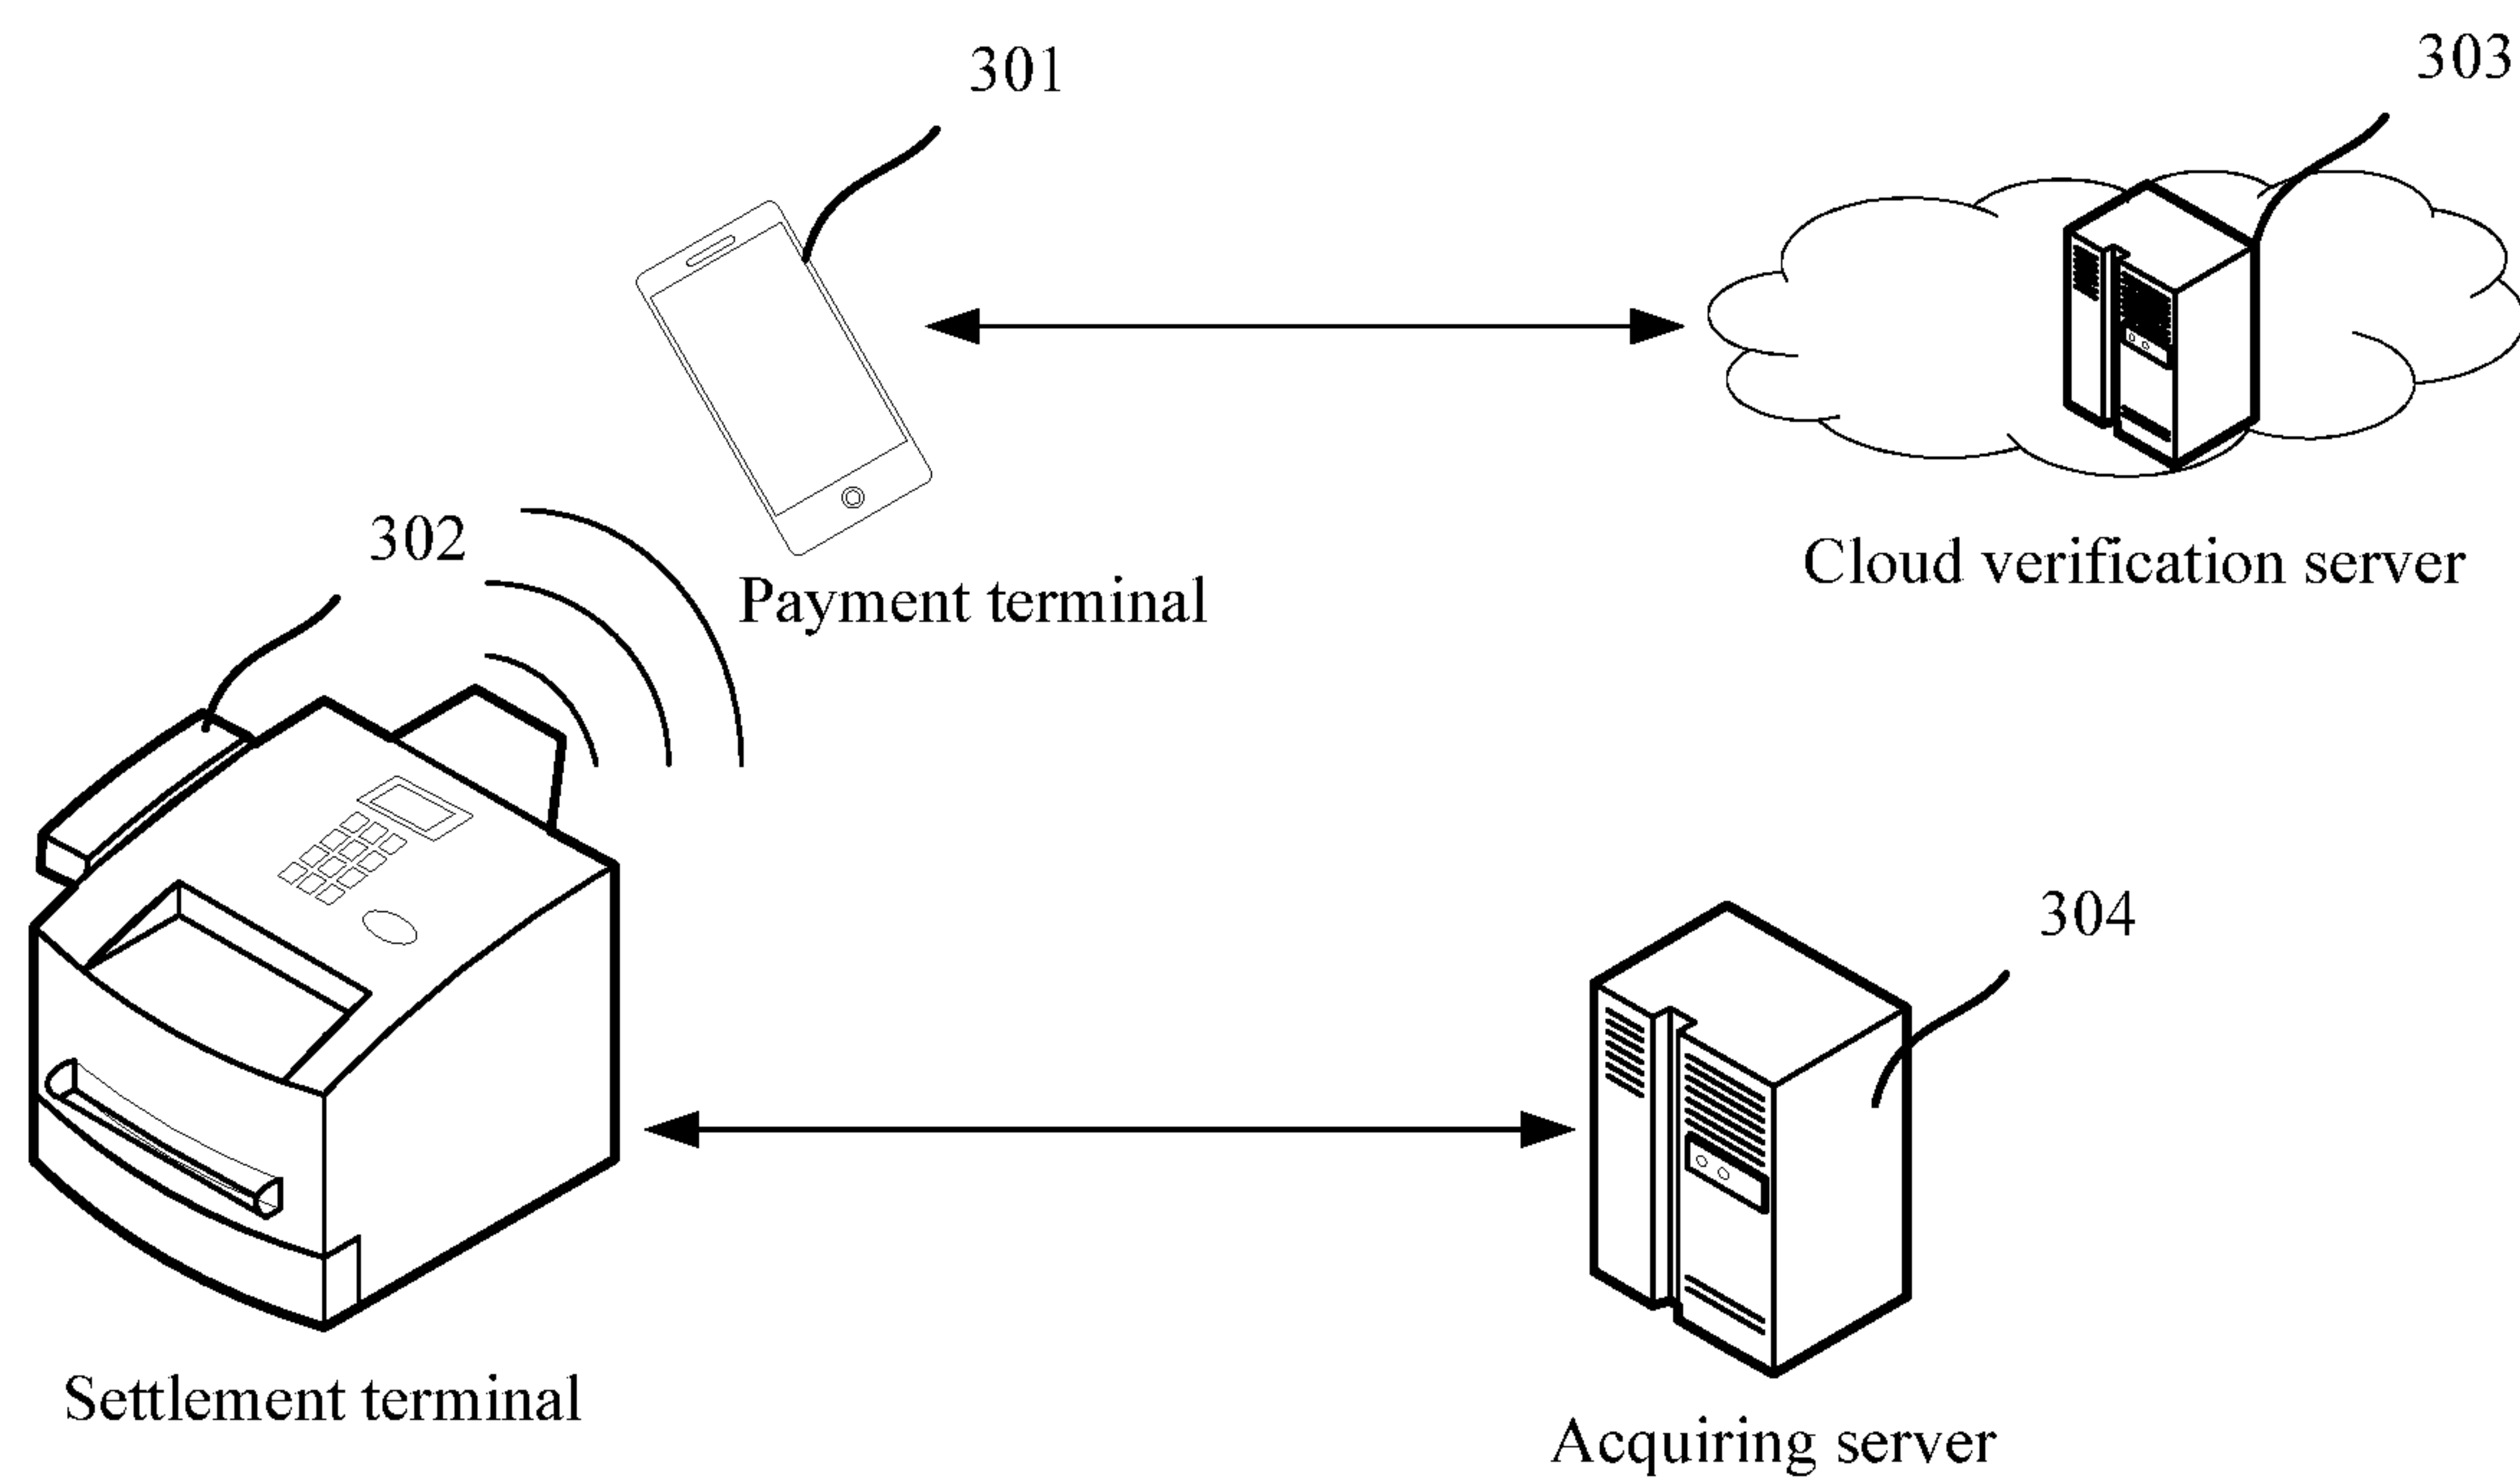 301
303
302
Cloud verification server
Payment terminal
304
Settlement terminal
Acquiring server